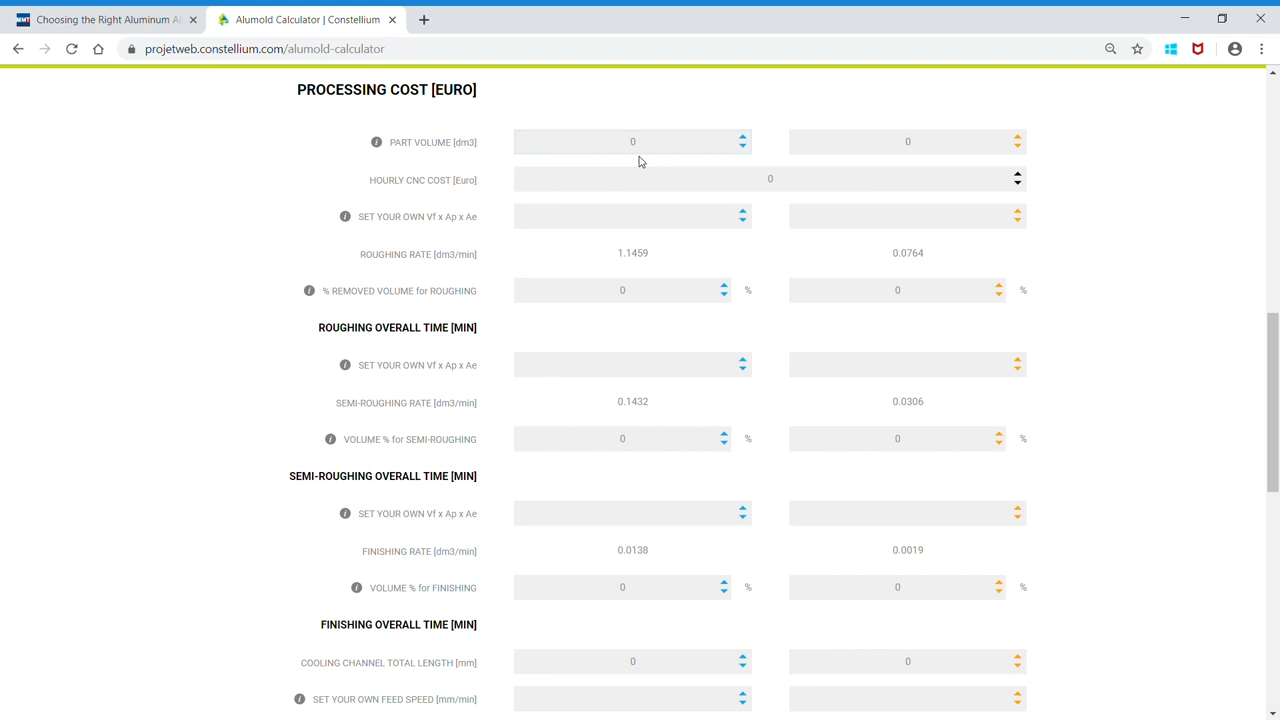 MMT Choosing the Right Aluminum Al
Alumold Calculator | Constellium
projetweb.constellium.com/alumold-calculator
PROCESSING COST [EURO]
PART VOLUME [dm3] 0 0
HOURLY CNC COST [Euro] 0
SET YOUR OWN Vf x Ap x Ae
ROUGHING RATE [dm3/min] 1.1459 0.0764
% REMOVED VOLUME for ROUGHING 0 % 0 %
ROUGHING OVERALL TIME [MIN]
SET YOUR OWN Vf x Ap x Ae
SEMI-ROUGHING RATE [dm3/min] 0.1432 0.0306
VOLUME % for SEMI-ROUGHING 0 % 0 %
SEMI-ROUGHING OVERALL TIME [MIN]
SET YOUR OWN Vf x Ap x Ae
FINISHING RATE [dm3/min] 0.0138 0.0019
VOLUME % for FINISHING 0 % 0 %
FINISHING OVERALL TIME [MIN]
COOLING CHANNEL TOTAL LENGTH [mm] 0 0
SET YOUR OWN FEED SPEED [mm/min]